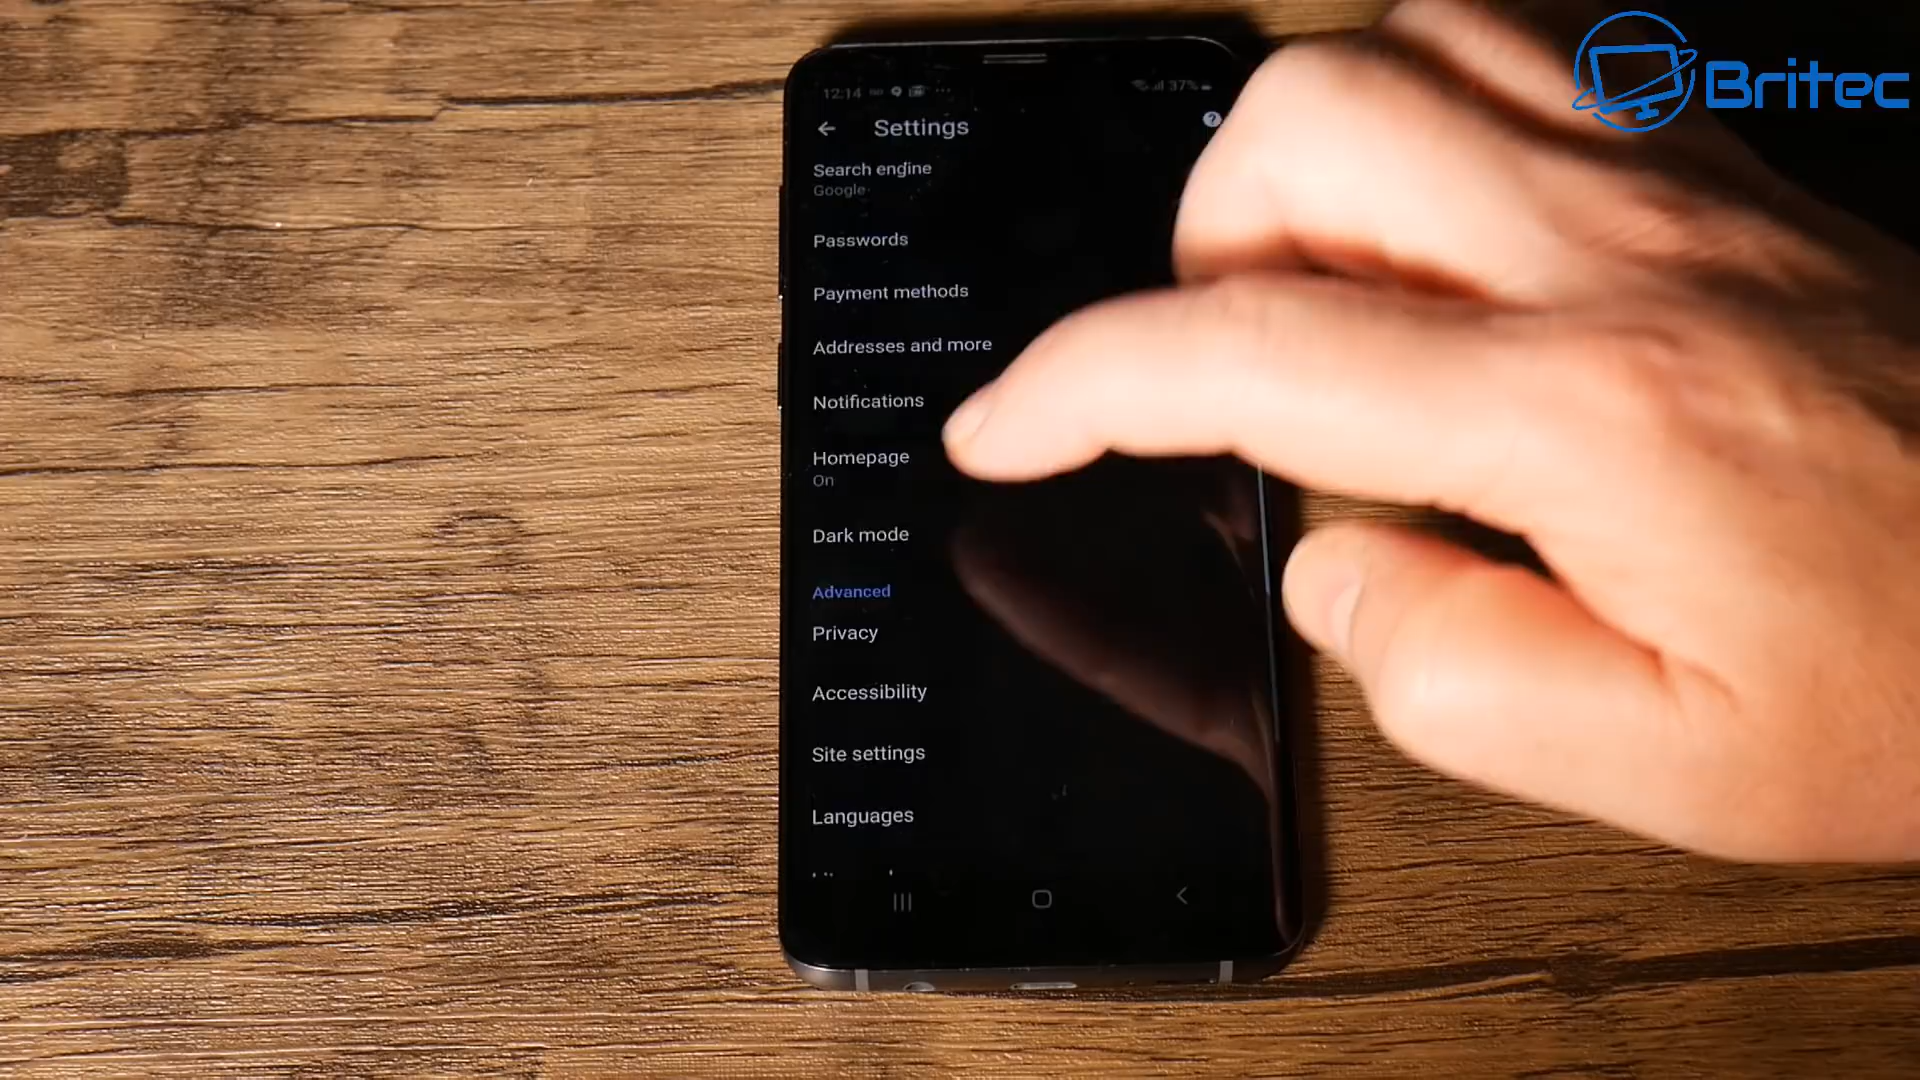 Britec
12:14
37%
Settings
?
Search engine
Google
Passwords
Payment methods
Addresses and more
Notifications
Homepage
On
Dark mode
Advanced
Privacy
Accessibility
Site settings
Languages